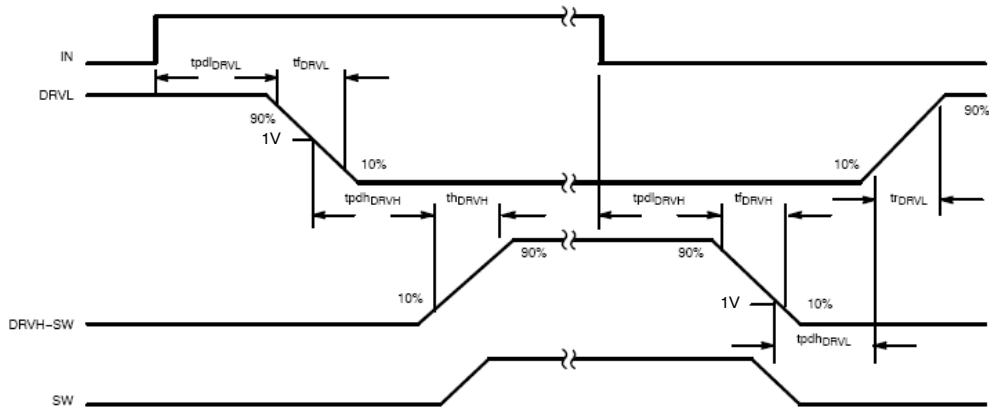 IN
tpdlDRVL
tfDRVL
DRVL
90%
1V
10%
10%
90%
tpdhDRVH
thDRVH
tpdlDRVH
tfDRVH
trDRVL
90%
90%
10%
1V
10%
DRVH-SW
tpdhDRVL
SW